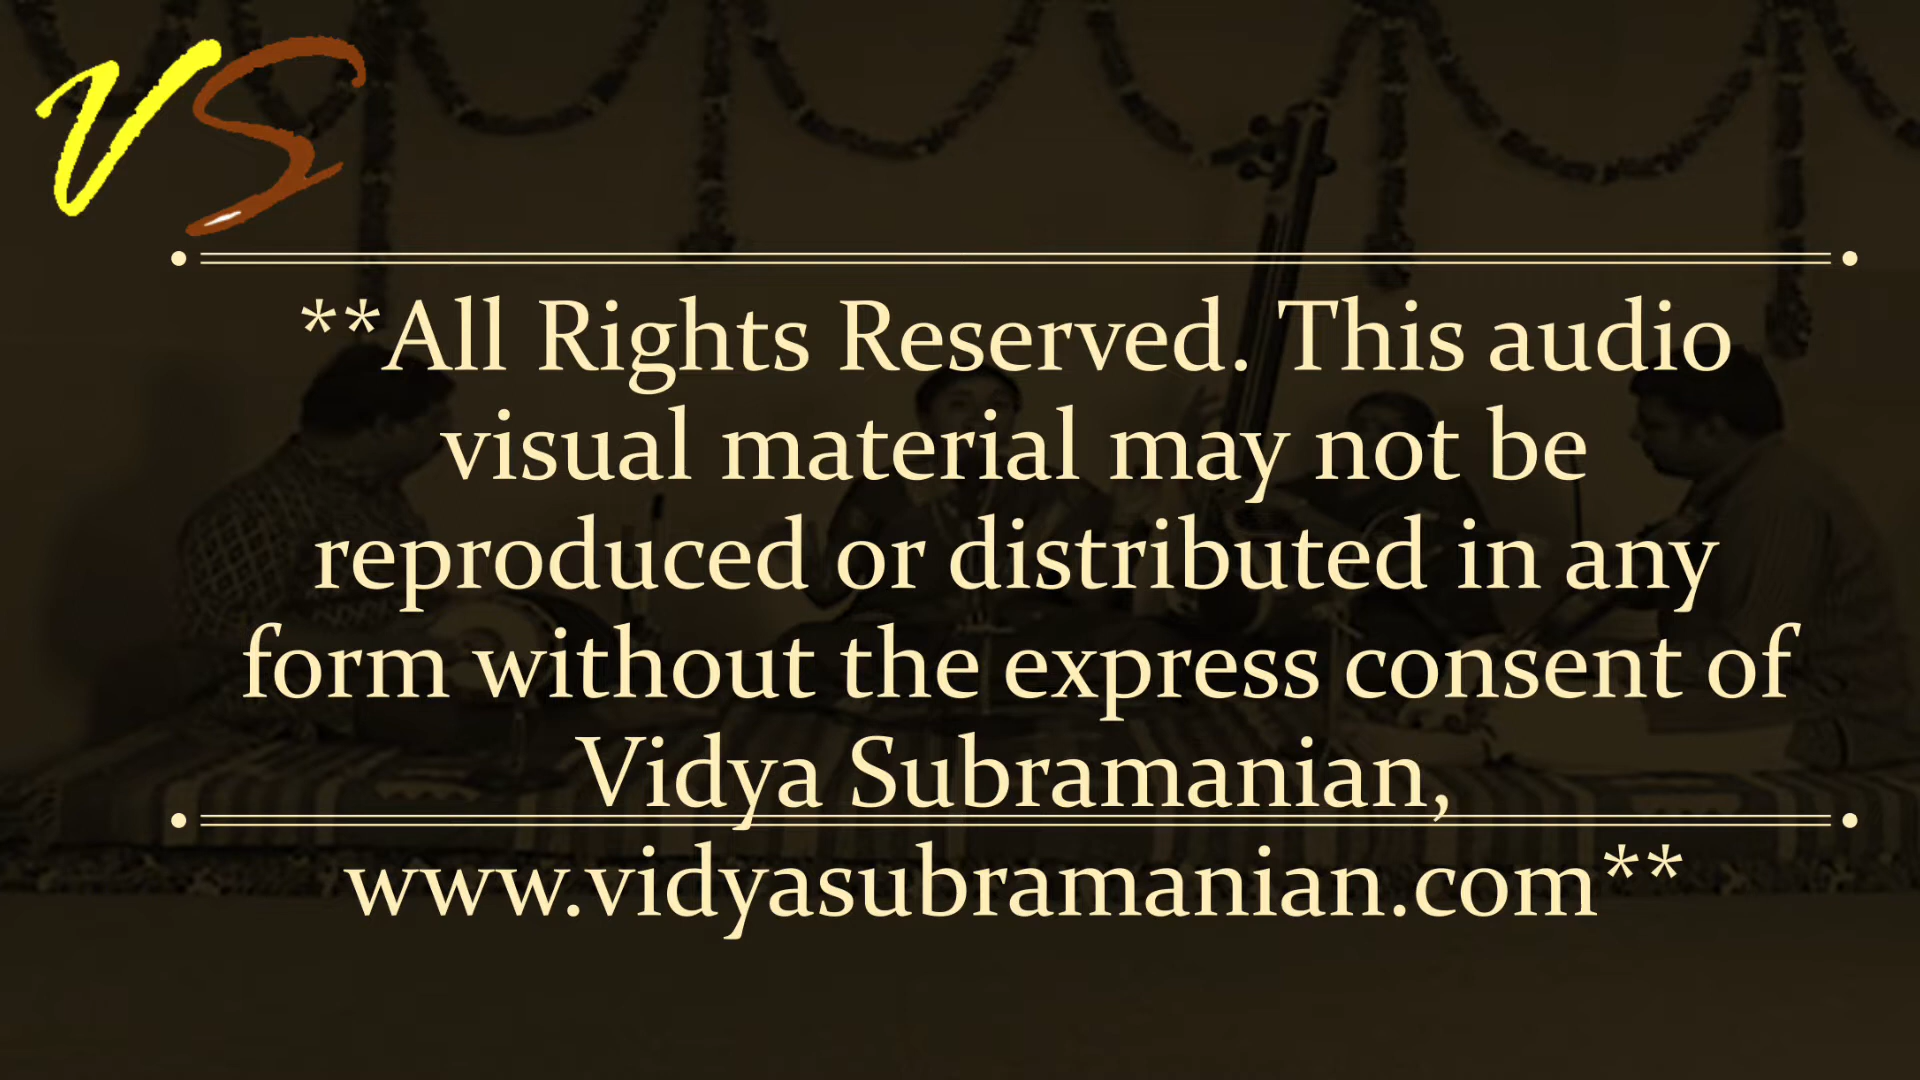 VS
**All Rights Reserved. This audio
visual material may not be
reproduced or distributed in any
form without the express consent of
Vidya Subramanian,
www.vidyasubramanian.com**